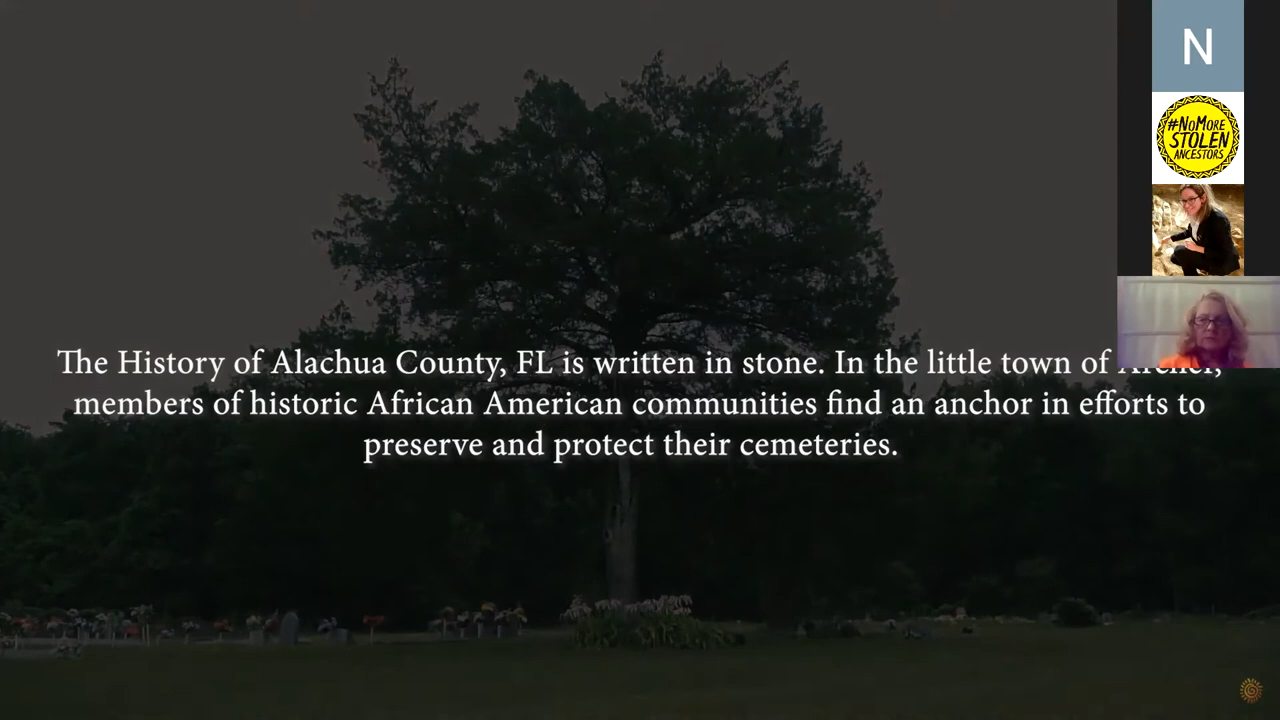 N
#NOMORE
STOLEN
ANCESTORS
The History of Alachua County, FL is written in stone. In the little town of Archer,
members of historic African American communities find an anchor in efforts to
preserve and protect their cemeteries.